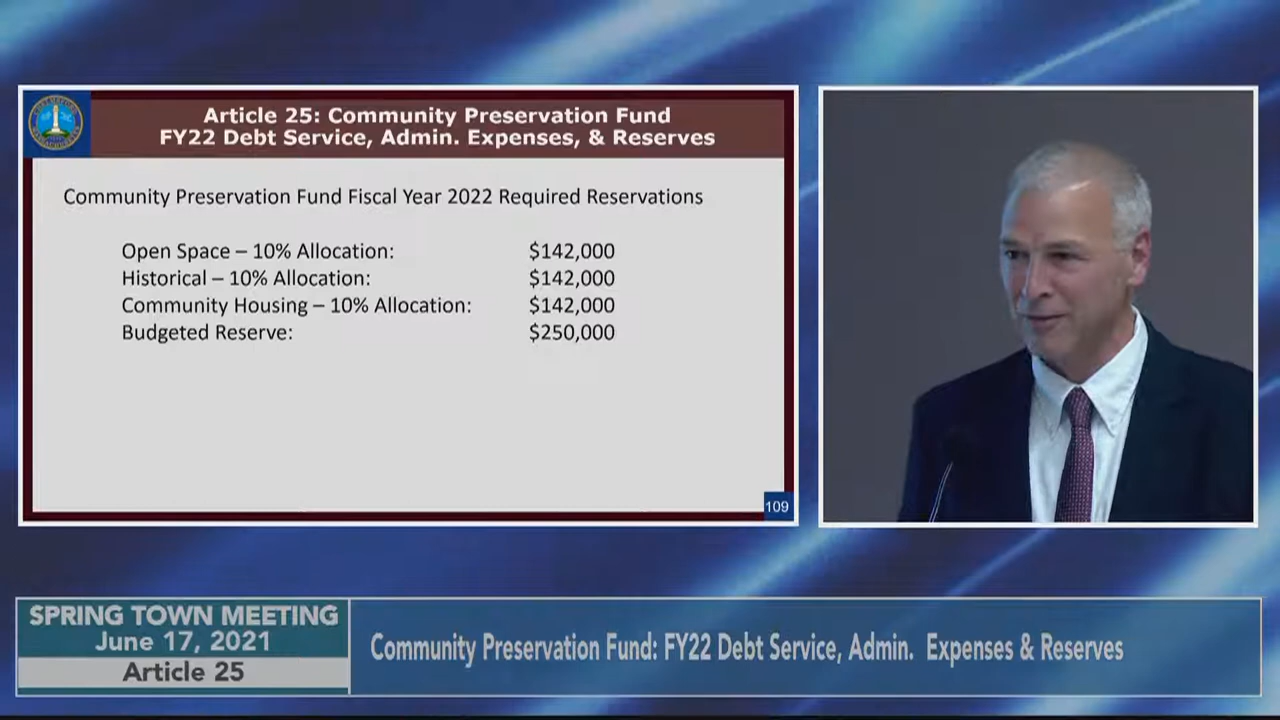 Article 25: Community Preservation Fund
FY22 Debt Service, Admin. Expenses, & Reserves
Community Preservation Fund Fiscal Year 2022 Required Reservations
Open Space – 10% Allocation: $142,000
Historical – 10% Allocation: $142,000
Community Housing – 10% Allocation: $142,000
Budgeted Reserve: $250,000
109
SPRING TOWN MEETING
June 17, 2021
Article 25
Community Preservation Fund: FY22 Debt Service, Admin. Expenses & Reserves